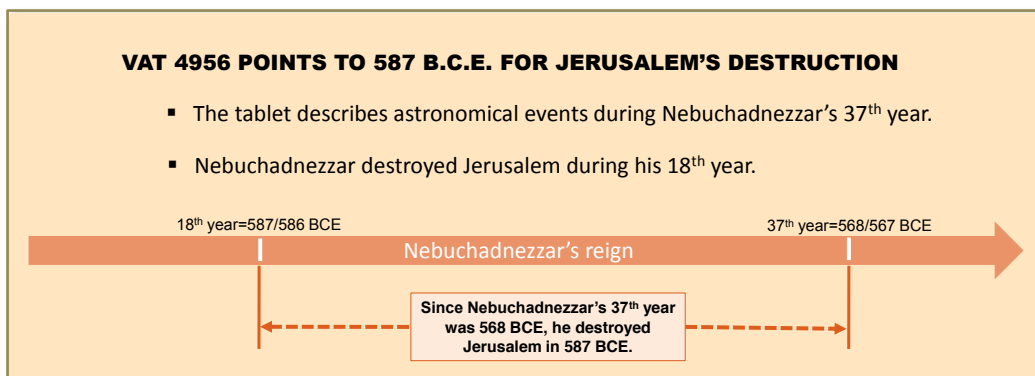 VAT 4956 POINTS TO 587 B.C.E. FOR JERUSALEM'S DESTRUCTION
▪ The tablet describes astronomical events during Nebuchadnezzar's 37th year.
▪ Nebuchadnezzar destroyed Jerusalem during his 18th year.
18th year=587/586 BCE
37th year=568/567 BCE
Nebuchadnezzar's reign
Since Nebuchadnezzar's 37th year
was 568 BCE, he destroyed
Jerusalem in 587 BCE.